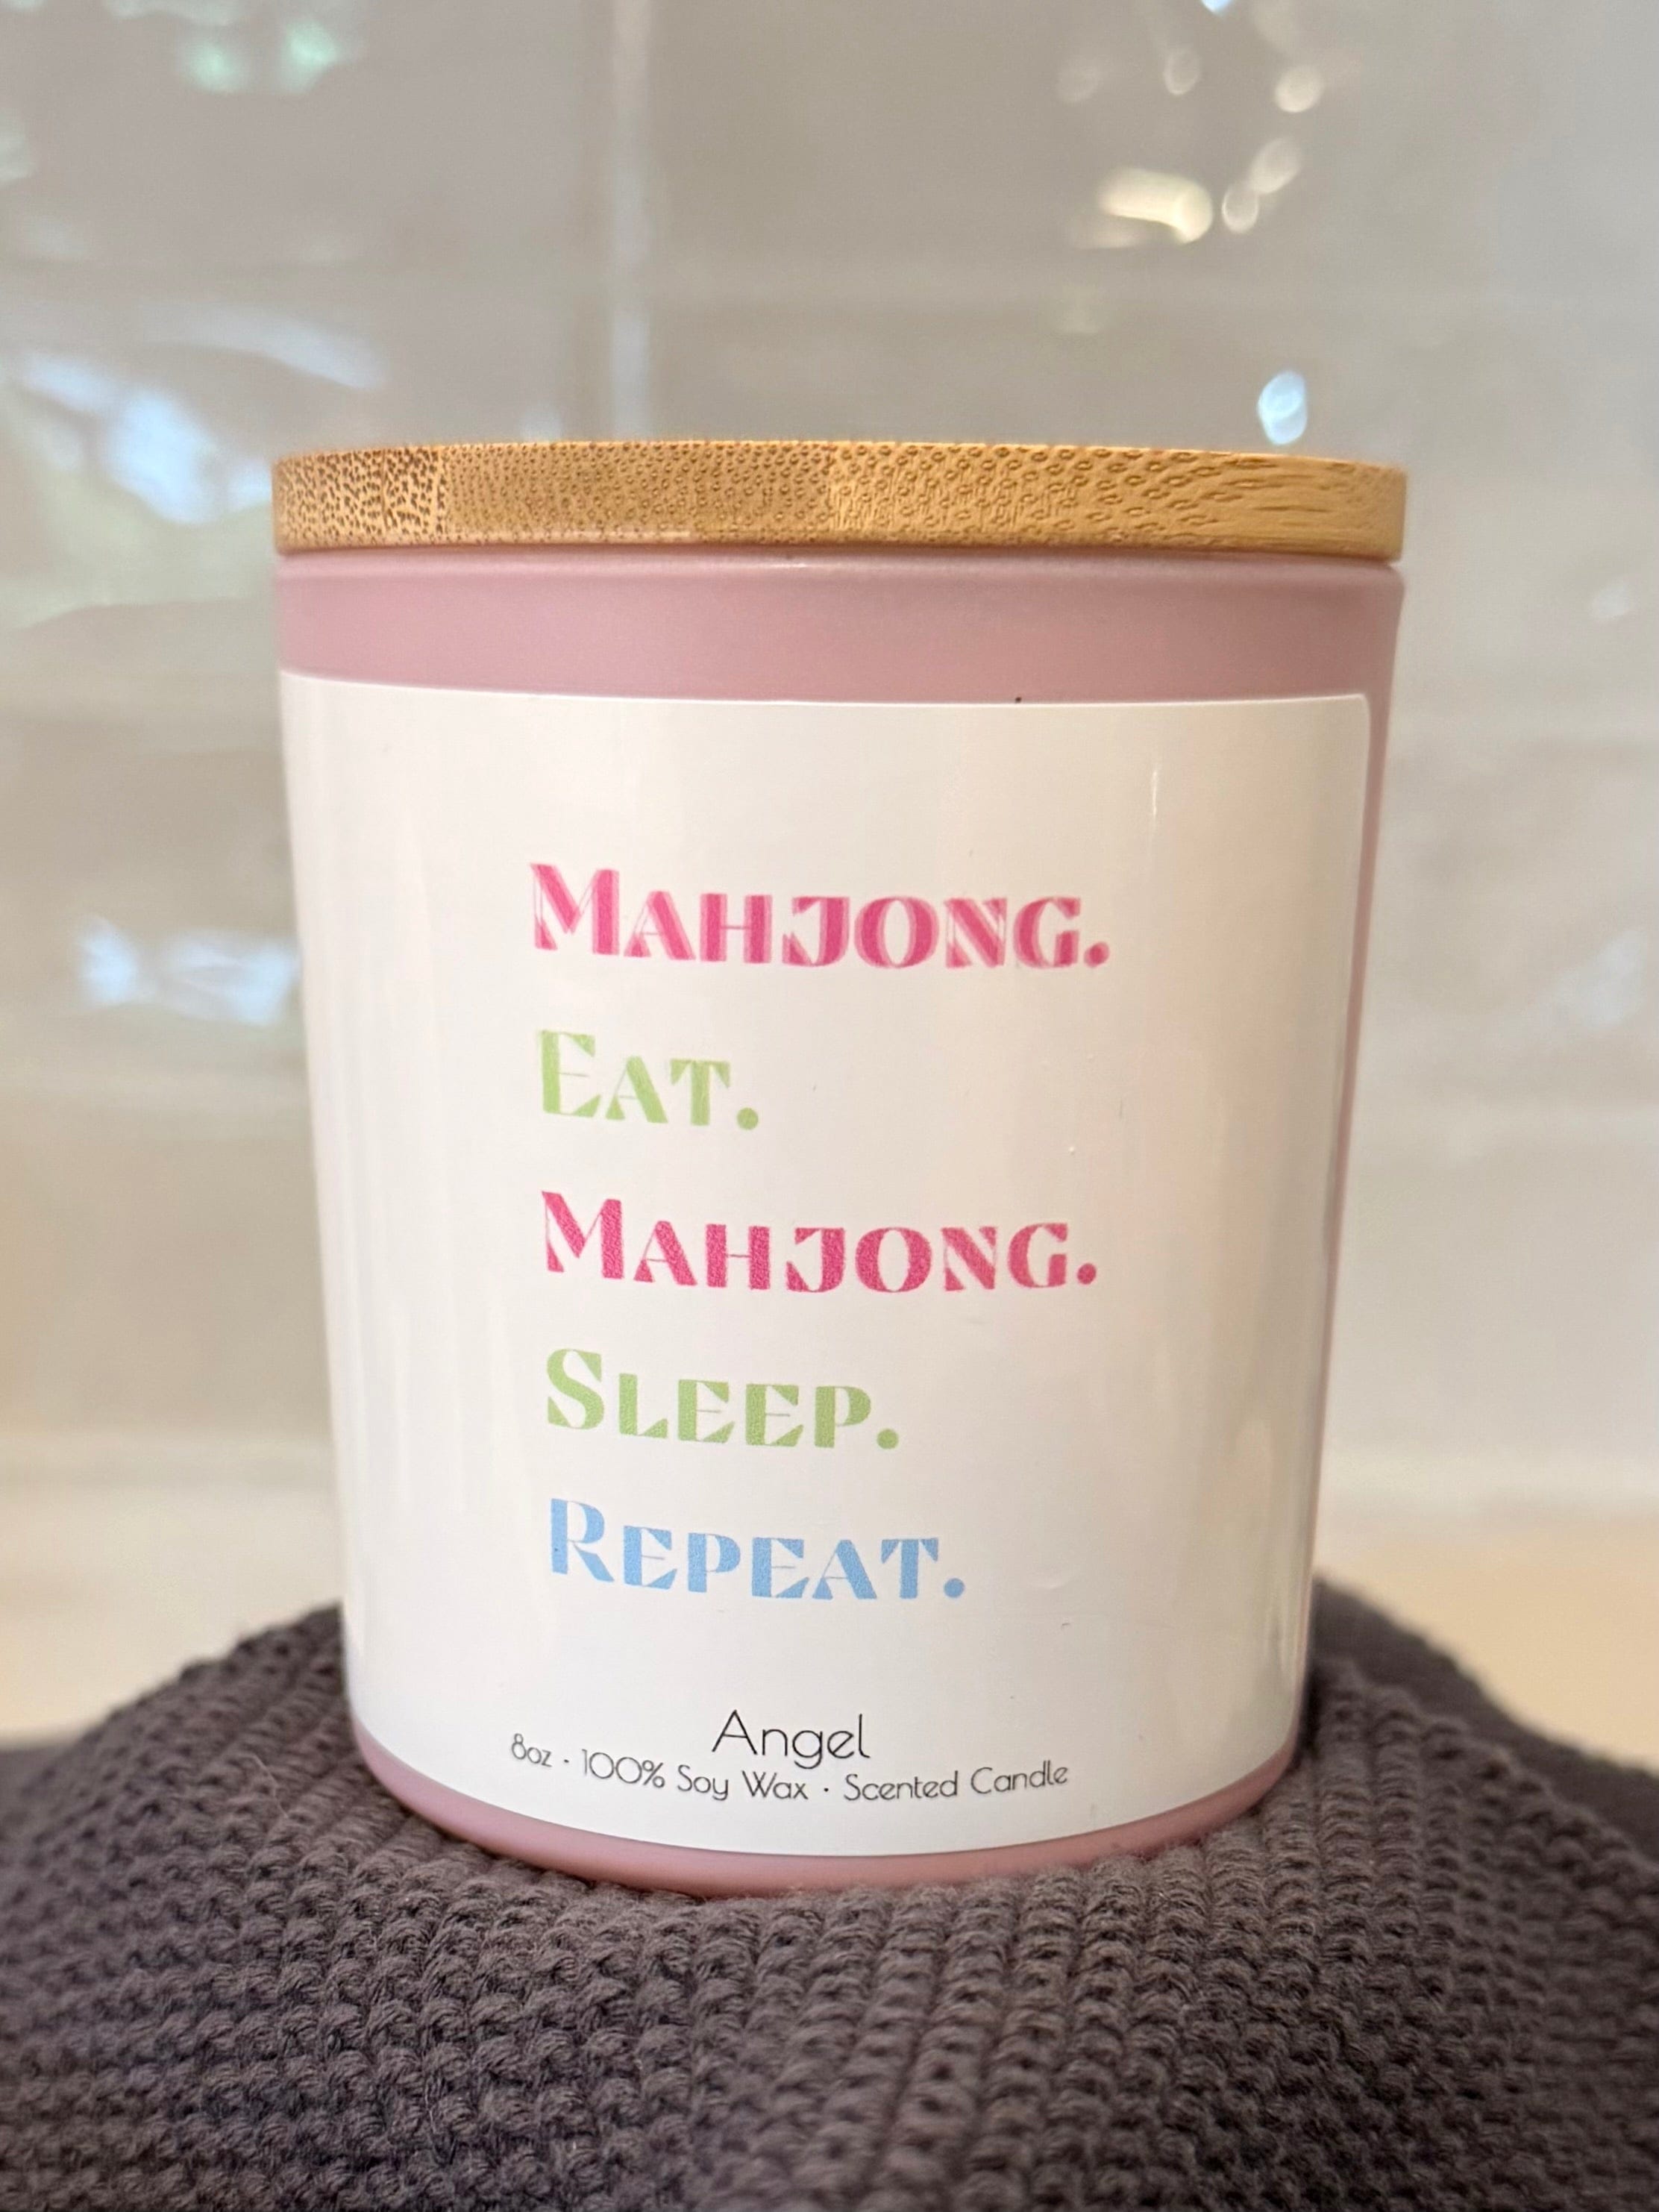 MAHJONG.
EAT.
MAHJONG.
SLEEP.
REPEAT.
Angel
8oz · 100% Soy Wax · Scented Candle